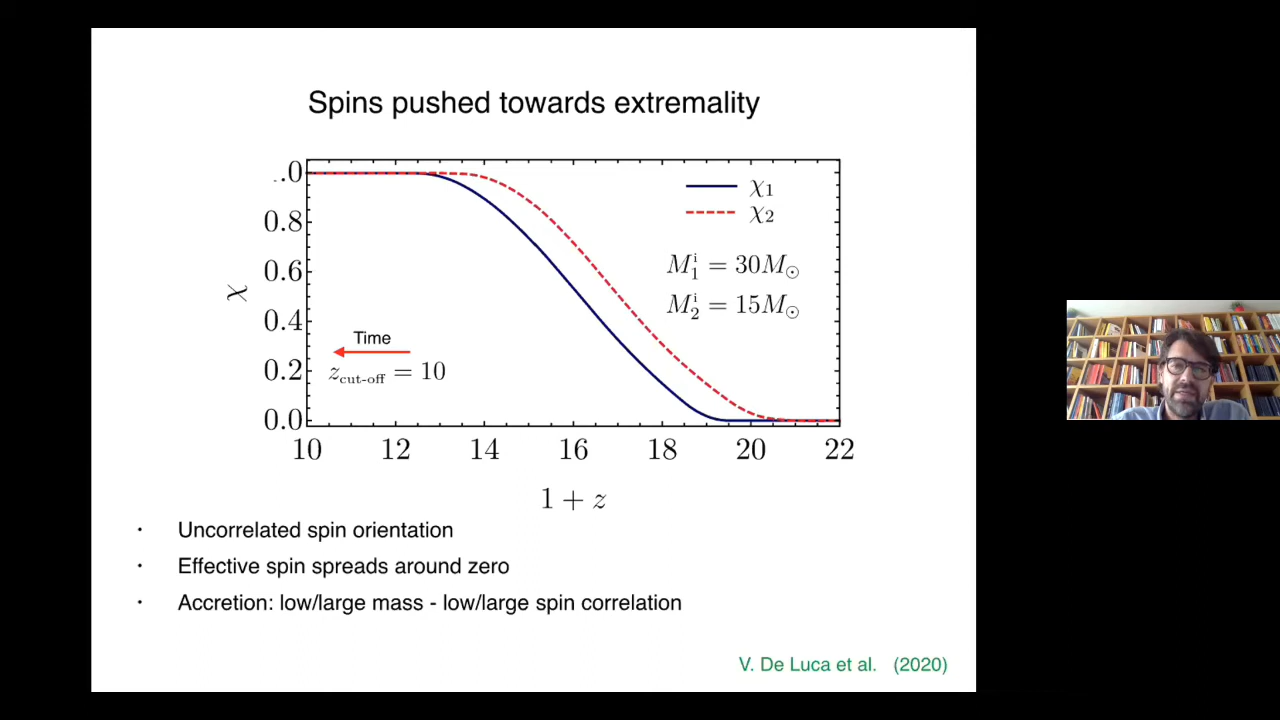 Spins pushed towards extremality
.0
0.8
0.6
0.4
0.2
0.0
χ
χ₁
χ₂
M₁ⁱ = 30M☉
M₂ⁱ = 15M☉
Time
z_cut-off = 10
10 12 14 16 18 20 22
1 + z
· Uncorrelated spin orientation
· Effective spin spreads around zero
· Accretion: low/large mass - low/large spin correlation
V. De Luca et al. (2020)